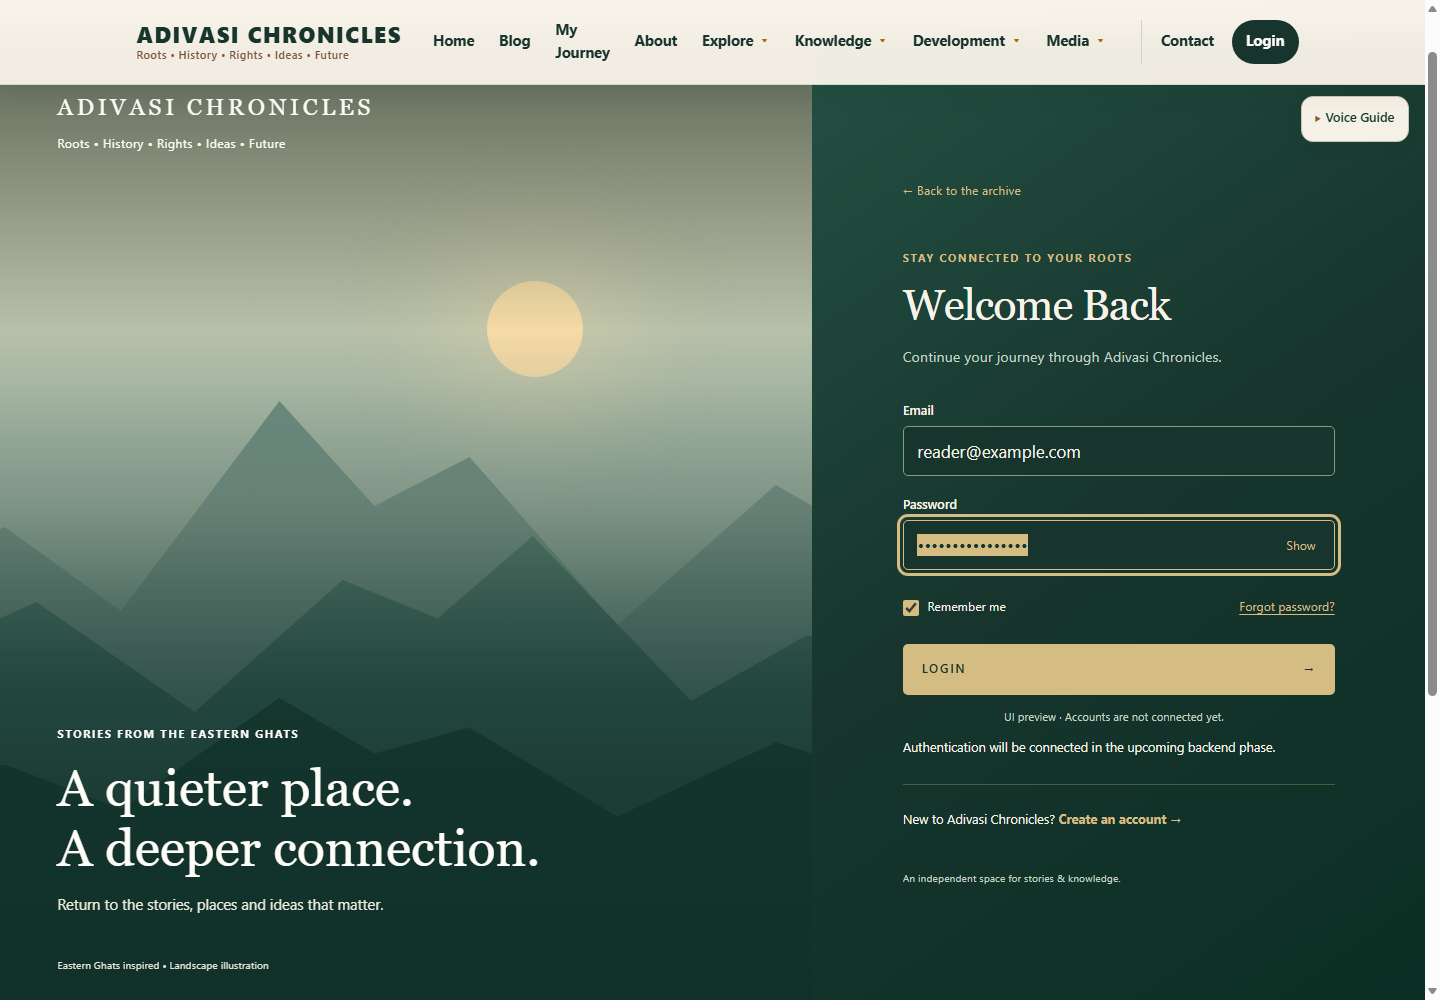 ADIVASI CHRONICLES
Roots • History • Rights • Ideas • Future
Home
Blog
My Journey
About
Explore
Knowledge
Development
Media
Contact
Login
ADIVASI CHRONICLES
Roots • History • Rights • Ideas • Future
Voice Guide
← Back to the archive
STAY CONNECTED TO YOUR ROOTS
Welcome Back
Continue your journey through Adivasi Chronicles.
Email
reader@example.com
Password
••••••••••••••••
Show
Remember me
Forgot password?
LOGIN →
UI preview · Accounts are not connected yet.
Authentication will be connected in the upcoming backend phase.
New to Adivasi Chronicles? Create an account →
An independent space for stories & knowledge.
STORIES FROM THE EASTERN GHATS
A quieter place.
A deeper connection.
Return to the stories, places and ideas that matter.
Eastern Ghats inspired • Landscape illustration